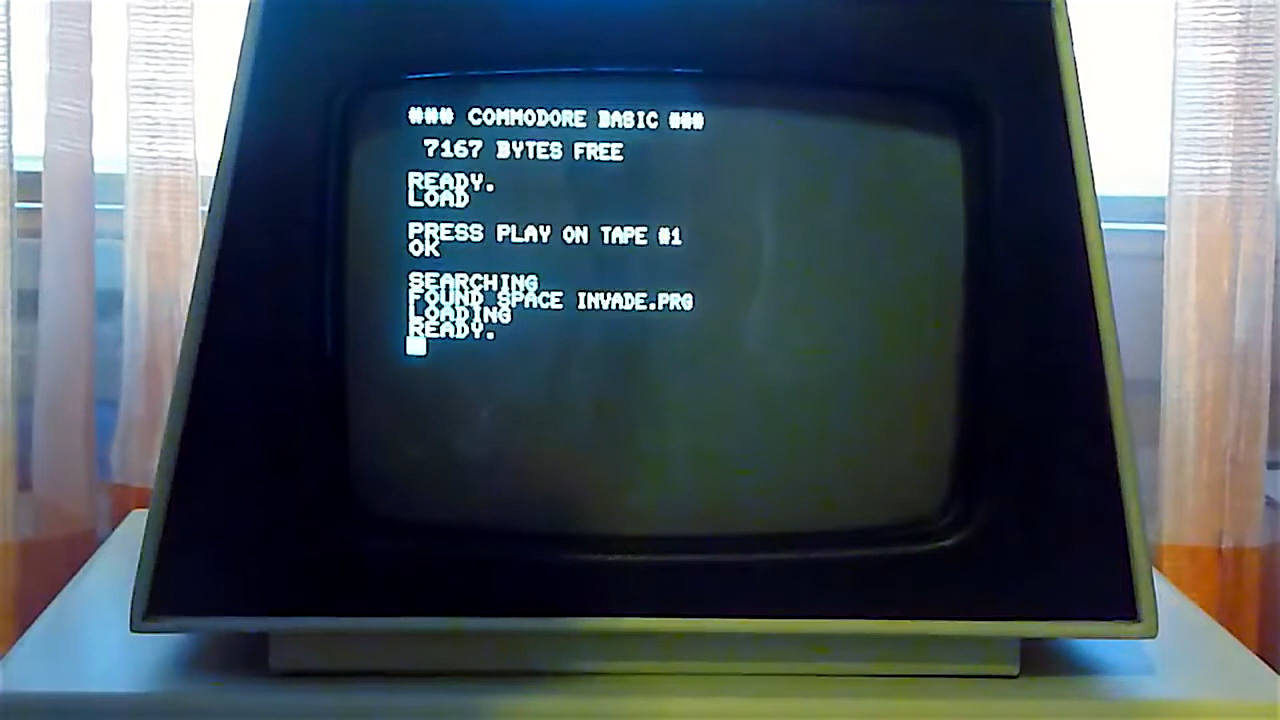 ### COMMODORE BASIC ###
7167 BYTES FREE
READY.
LOAD
PRESS PLAY ON TAPE #1
OK
SEARCHING
FOUND SPACE INVADE.PRG
LOADING
READY.